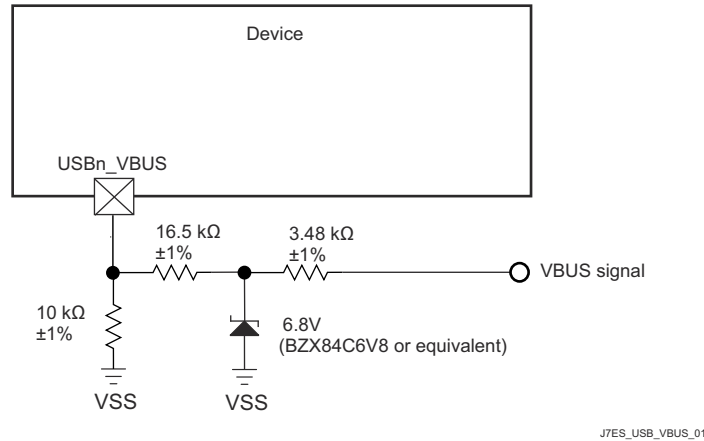 Device
USBn_VBUS
16.5 kΩ
±1%
3.48 kΩ
±1%
VBUS signal
10 kΩ
±1%
6.8V
(BZX84C6V8 or equivalent)
VSS
VSS
J7ES_USB_VBUS_01